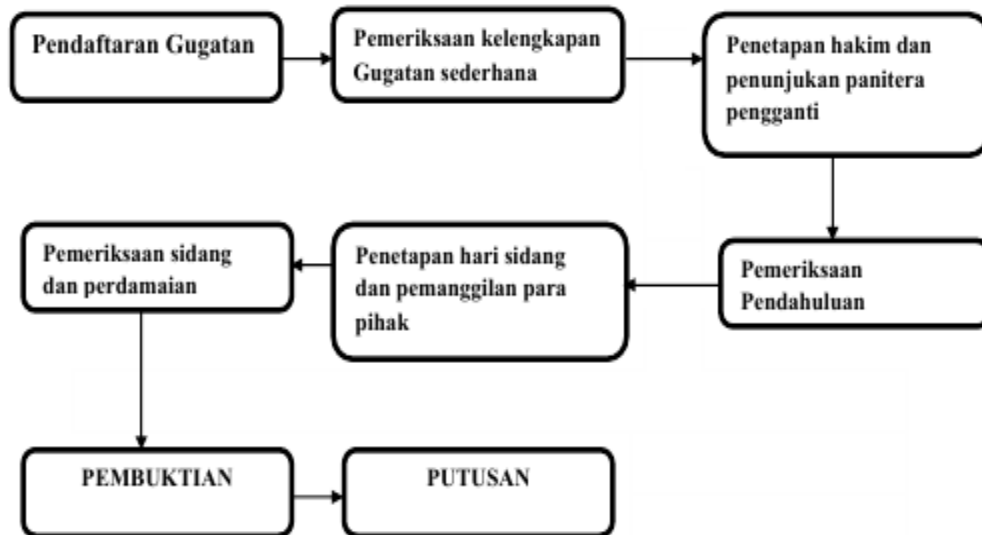 Pendaftaran Gugatan
Pemeriksaan kelengkapan
Gugatan sederhana
Penetapan hakim dan
penunjukan panitera
pengganti
Pemeriksaan
Pendahuluan
Penetapan hari sidang
dan pemanggilan para
pihak
Pemeriksaan sidang
dan perdamaian
PEMBUKTIAN
PUTUSAN